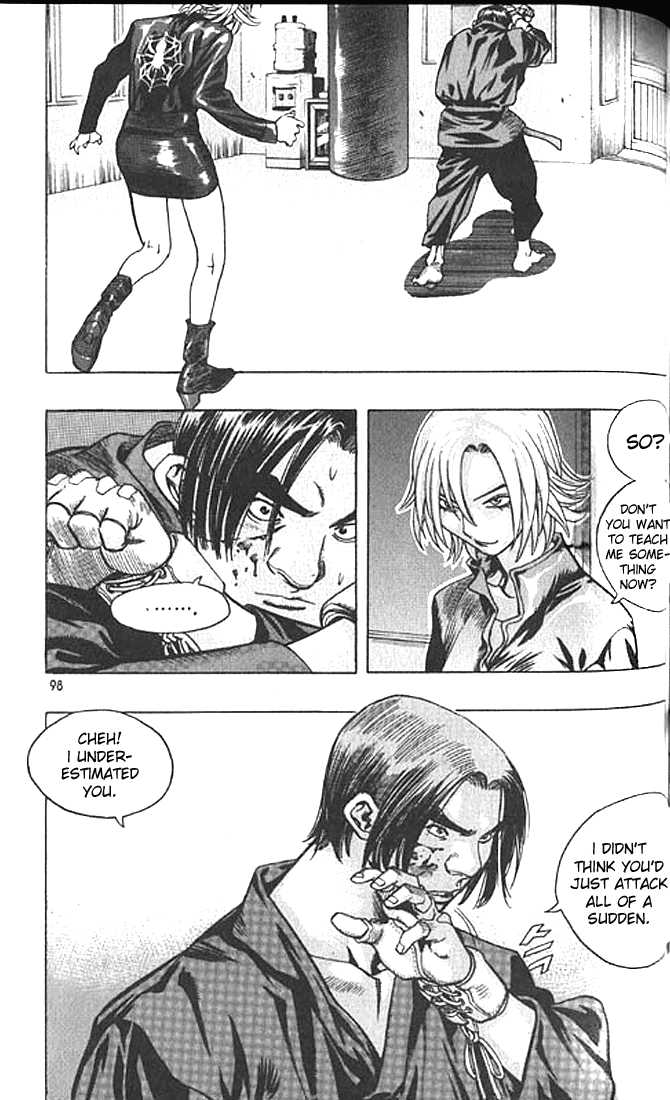 SO?
DON'T
YOU WANT
TO TEACH
ME SOME-
THING
NOW?
........
98
CHEH!
I UNDER-
ESTIMATED
YOU.
I DIDN'T
THINK YOU'D
JUST ATTACK
ALL OF A
SUDDEN.